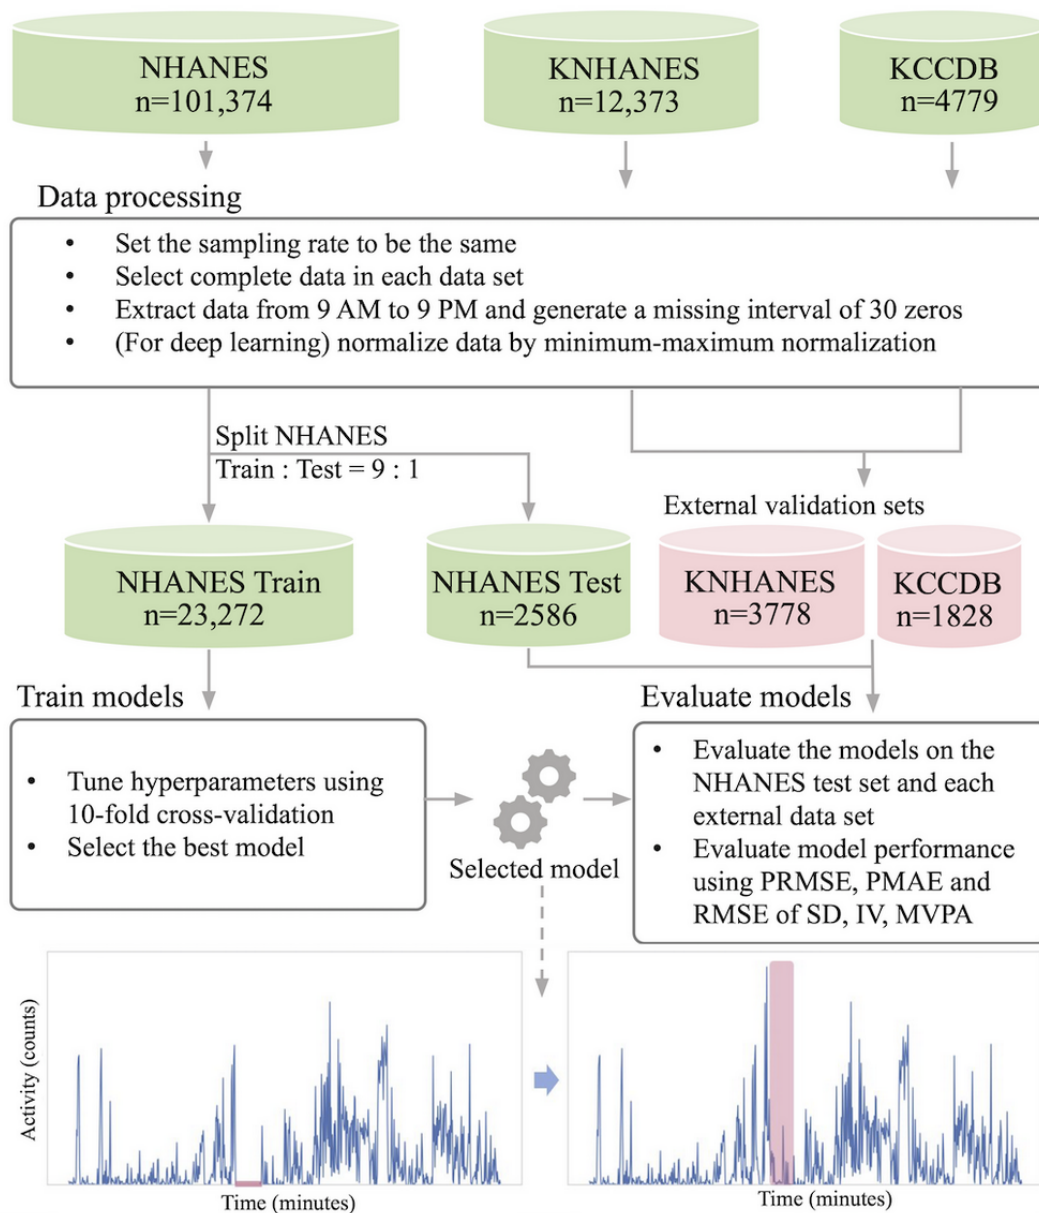 NHANES
n=101,374
KNHANES
n=12,373
KCCDB
n=4779
Data processing
• Set the sampling rate to be the same
• Select complete data in each data set
• Extract data from 9 AM to 9 PM and generate a missing interval of 30 zeros
• (For deep learning) normalize data by minimum-maximum normalization
Split NHANES
Train : Test = 9 : 1
External validation sets
NHANES Train
n=23,272
NHANES Test
n=2586
KNHANES
n=3778
KCCDB
n=1828
Train models
• Tune hyperparameters using
10-fold cross-validation
• Select the best model
Selected model
Evaluate models
• Evaluate the models on the
NHANES test set and each
external data set
• Evaluate model performance
using PRMSE, PMAE and
RMSE of SD, IV, MVPA
Activity (counts)
Time (minutes)
Time (minutes)